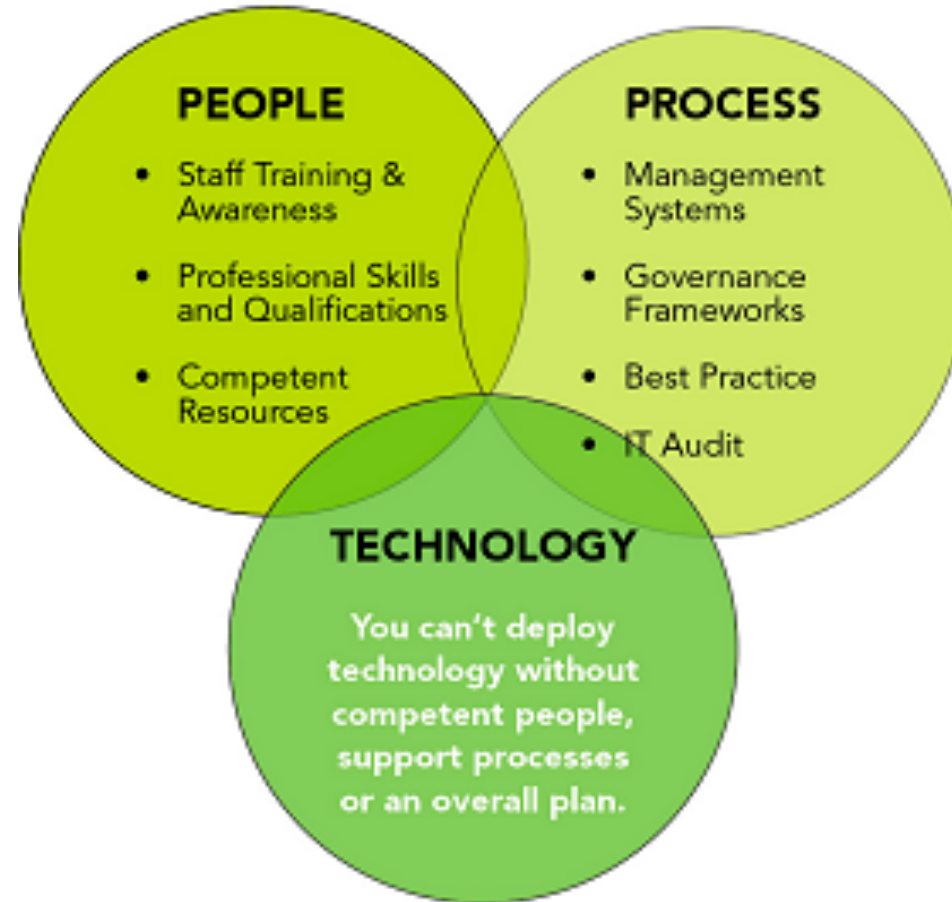 PEOPLE
• Staff Training &
Awareness
• Professional Skills
and Qualifications
• Competent
Resources
PROCESS
• Management
Systems
• Governance
Frameworks
• Best Practice
• IT Audit
TECHNOLOGY
You can't deploy
technology without
competent people,
support processes
or an overall plan.